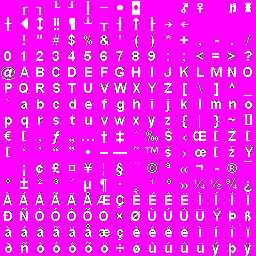 ┐ ┐ └ ┘ │ ─ • ◘ ♂ ♀ ♬ ♫
┼ ◄ ↕ ‼ ¶ ┴ ┬ ┤ ↑ ├ → ←
! " # $ % & ' ( ) * + , - . /
0 1 2 3 4 5 6 7 8 9 : ; < = > ?
@ A B C D E F G H I J K L M N O
P Q R S T U V W X Y Z [ \ ] ^ _
` a b c d e f g h i j k l m n o
p q r s t u v w x y z { | } ~
€ ‚ ƒ „ … † ‡ ˆ ‰ Š ‹ Œ Ž
‘ ’ “ ” • – — ˜ ™ š › œ ž Ÿ
¡ ¢ £ ¤ ¥ ¦ § ¨ © ª « ¬ - ® ¯
° ± ² ³ ´ µ ¶ · ¸ ¹ º » ¼ ½ ¾ ¿
À Á Â Ã Ä Å Æ Ç È É Ê Ë Ì Í Î Ï
Ð Ñ Ò Ó Ô Õ Ö × Ø Ù Ú Û Ü Ý Þ ß
à á â ã ä å æ ç è é ê ë ì í î ï
ð ñ ò ó ô õ ö ÷ ø ù ú û ü ý þ ÿ